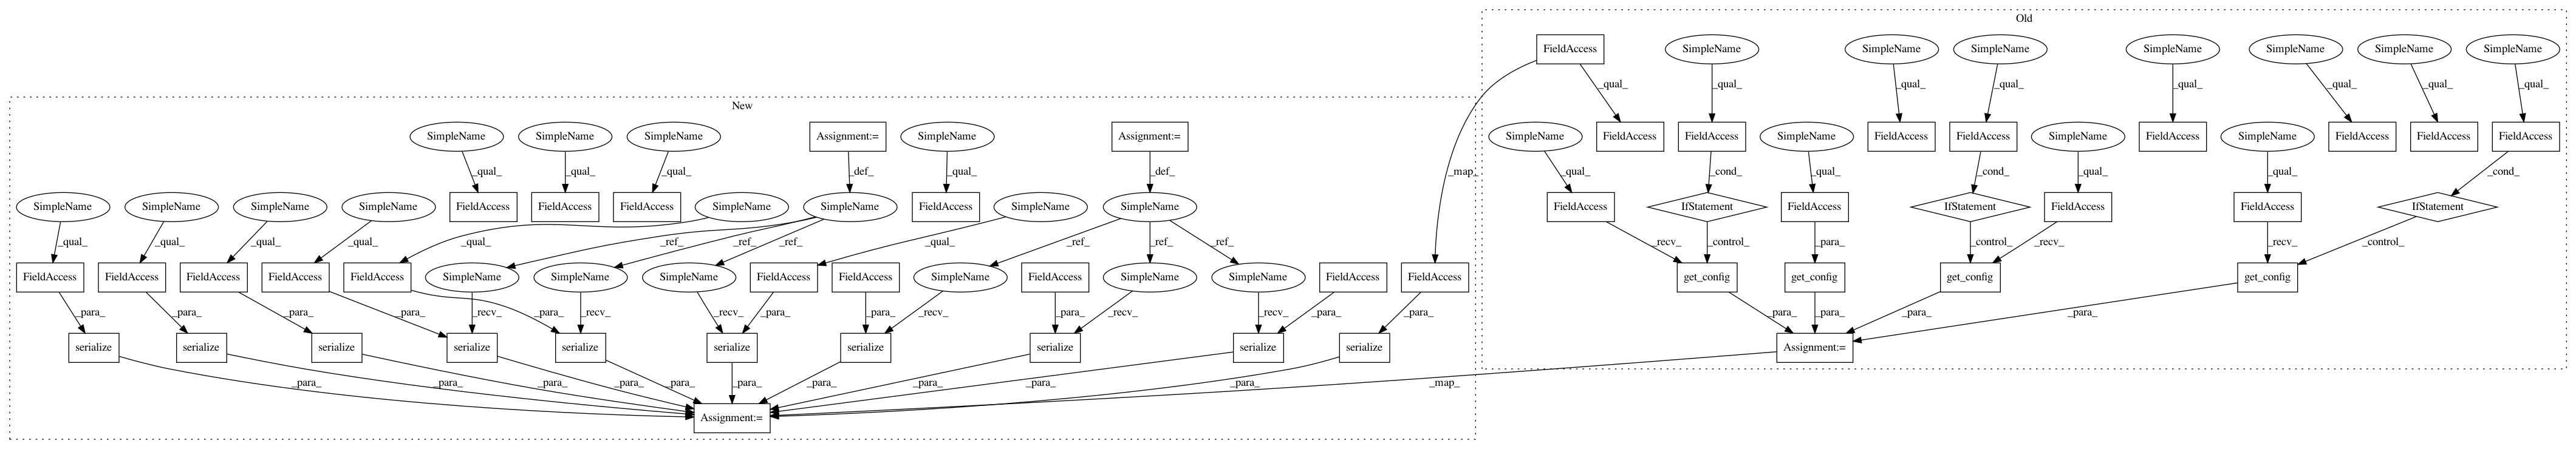 Old
FieldAccess SimpleName SimpleName SimpleName SimpleName SimpleName SimpleName SimpleName
_qual_ _qual_ _qual_ _qual_ _qual_ _qual_ _qual_ _qual_
New
SimpleName SimpleName SimpleName Assignment:= SimpleName Assignment:= SimpleName FieldAccess FieldAccess SimpleName FieldAccess FieldAccess SimpleName FieldAccess SimpleName FieldAccess FieldAccess FieldAccess
_qual_ _qual_ _qual_ _def_ _qual_ _def_ _map_ _qual_ _cond_ _qual_ _cond_ _qual_ _qual_ _cond_
SimpleName SimpleName SimpleName SimpleName FieldAccess FieldAccess FieldAccess SimpleName SimpleName FieldAccess SimpleName SimpleName FieldAccess IfStatement FieldAccess IfStatement FieldAccess FieldAccess IfStatement
_qual_ _qual_ _qual_ _qual_ _qual_ _ref_ _ref_ _ref_ _qual_ _ref_ _ref_ _ref_ _recv_ _control_ _para_ _control_ _recv_ _recv_ _control_
FieldAccess FieldAccess FieldAccess FieldAccess FieldAccess SimpleName SimpleName SimpleName FieldAccess FieldAccess SimpleName FieldAccess SimpleName SimpleName FieldAccess FieldAccess get_config get_config get_config get_config
_para_ _para_ _para_ _para_ _recv_ _para_ _recv_ _recv_ _para_ _para_ _recv_ _para_ _recv_ _recv_ _para_ _para_ _para_ _para_ _para_ _para_
serialize serialize serialize serialize serialize serialize serialize serialize serialize serialize Assignment:=
_para_ _para_ _para_ _para_ _para_ _para_ _para_ _para_ _para_ _para_ _map_
Assignment:=